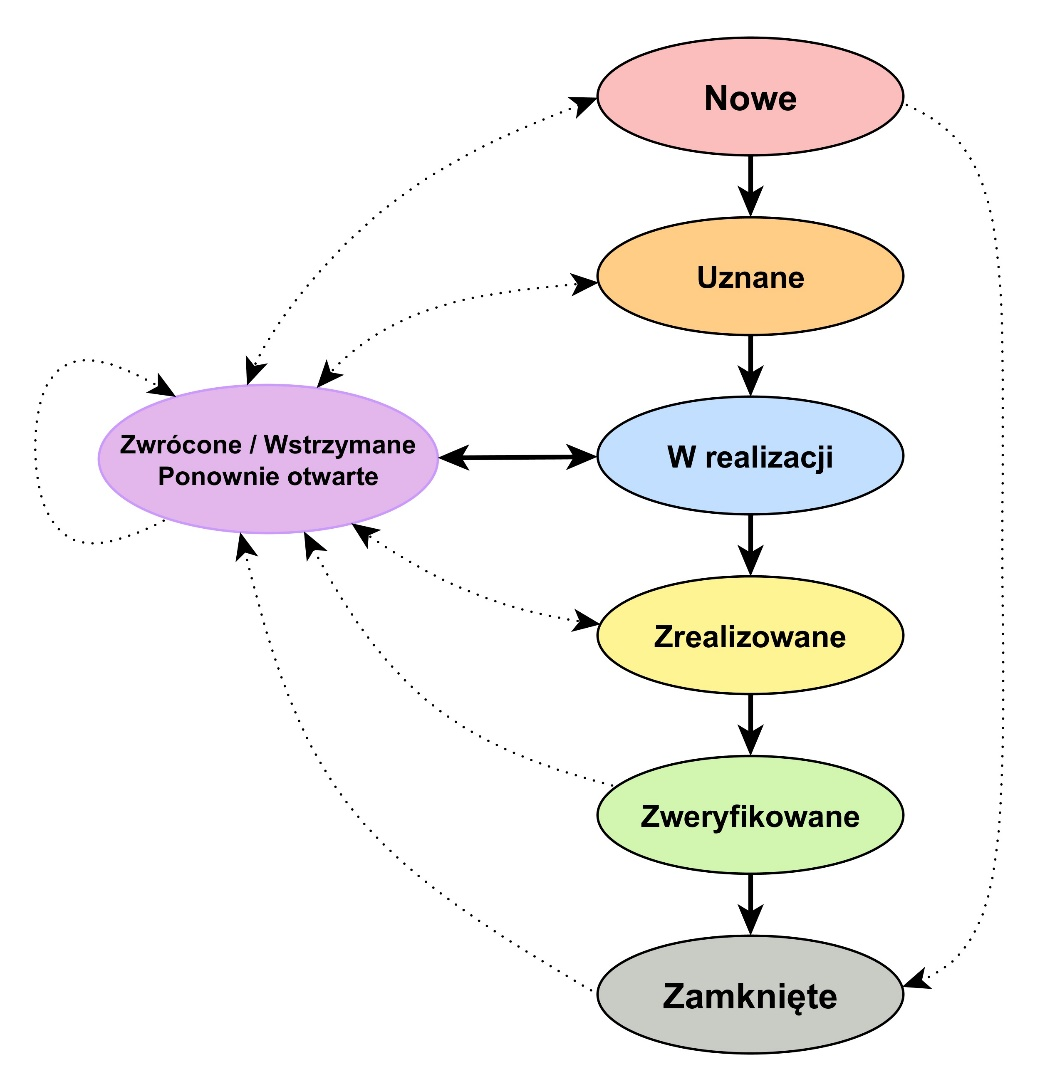 Nowe
Uznane
Zwrócone / Wstrzymane
Ponownie otwarte
W realizacji
Zrealizowane
Zweryfikowane
Zamknięte